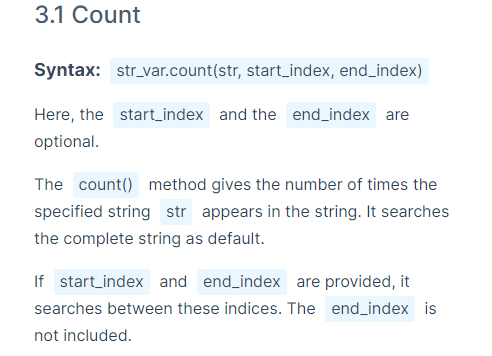 3.1 Count
Syntax: str_var.count(str, start_index, end_index)
Here, the start_index and the end_index are
optional.
The count() method gives the number of times the
specified string str appears in the string. It searches
the complete string as default.
If start_index and end_index are provided, it
searches between these indices. The end_index is
not included.